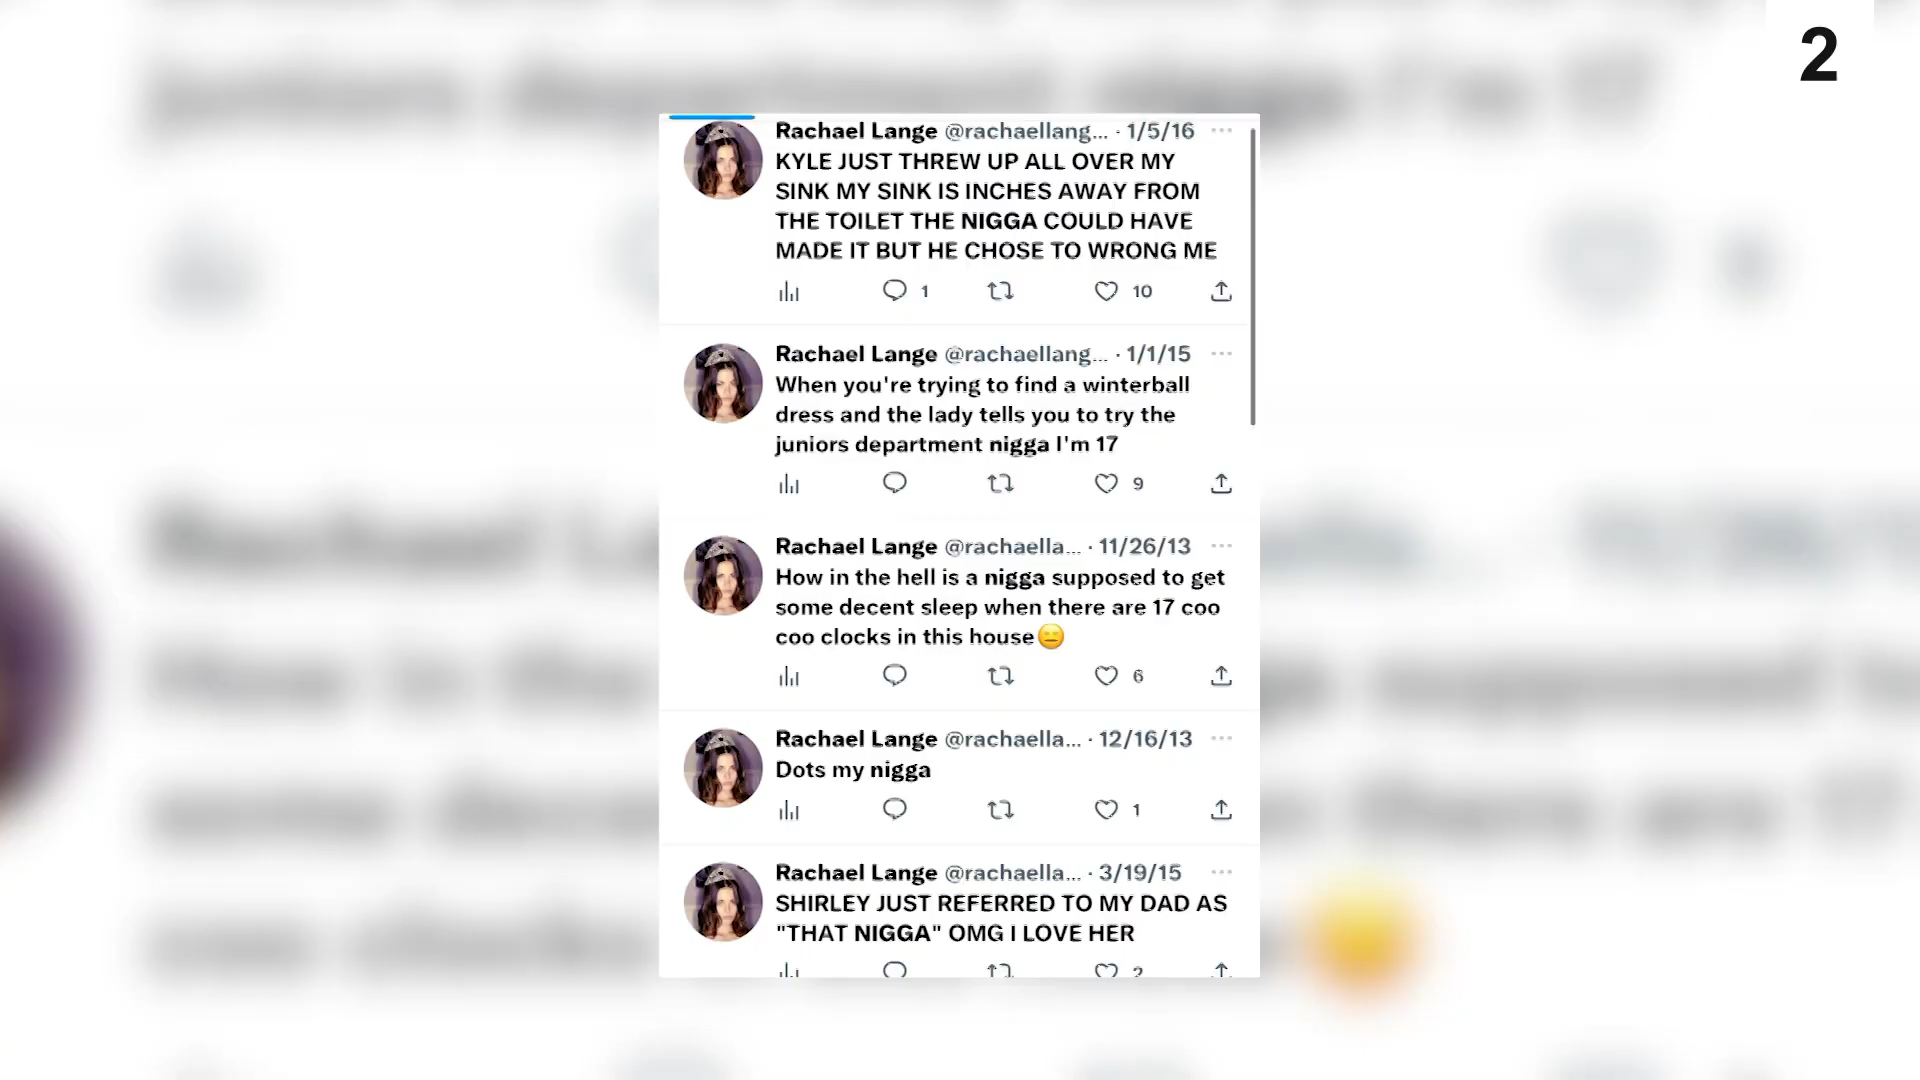 2
Rachael Lange @rachaellang... · 1/5/16
KYLE JUST THREW UP ALL OVER MY
SINK MY SINK IS INCHES AWAY FROM
THE TOILET THE NIGGA COULD HAVE
MADE IT BUT HE CHOSE TO WRONG ME
1 10
Rachael Lange @rachaellang... · 1/1/15
When you're trying to find a winterball
dress and the lady tells you to try the
juniors department nigga I'm 17
9
Rachael Lange @rachaella... · 11/26/13
How in the hell is a nigga supposed to get
some decent sleep when there are 17 coo
coo clocks in this house😑
6
Rachael Lange @rachaella... · 12/16/13
Dots my nigga
1
Rachael Lange @rachaella... · 3/19/15
SHIRLEY JUST REFERRED TO MY DAD AS
"THAT NIGGA" OMG I LOVE HER
2